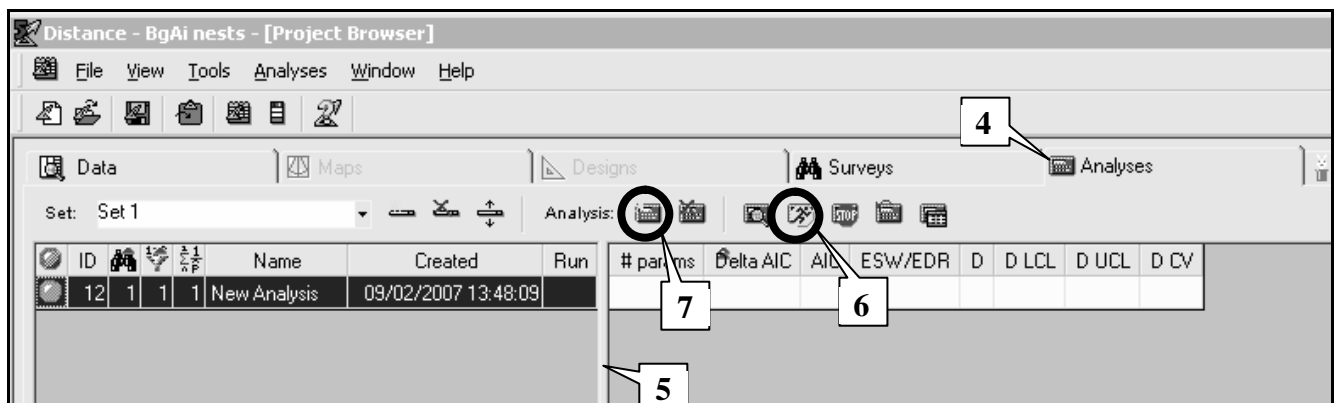 Distance - BgAi nests - [Project Browser]
File View Tools Analyses Window Help
4
Data Maps Designs Surveys Analyses
Set: Set 1 Analysis: STOP
ID Name Created Run # params Delta AIC AIC ESW/EDR D D LCL D UCL D CV
12 1 1 1 New Analysis 09/02/2007 13:48:09
7 6
5